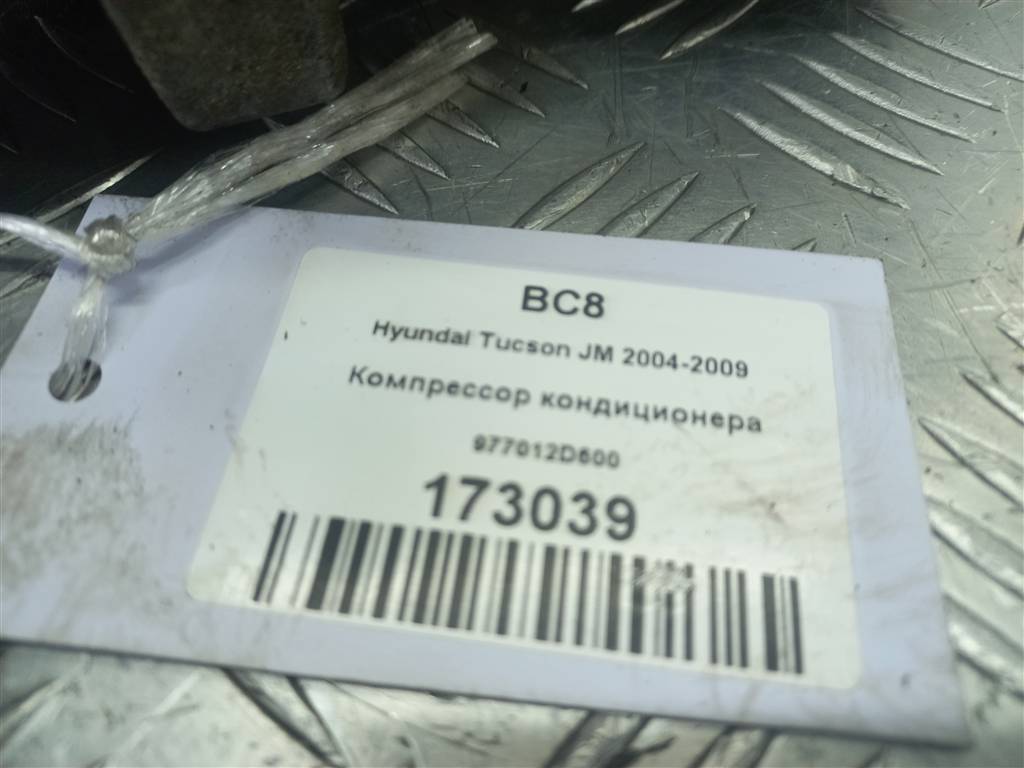 BC8
Hyundai Tucson JM 2004-2009
Компрессор кондиционера
977012D600
173039